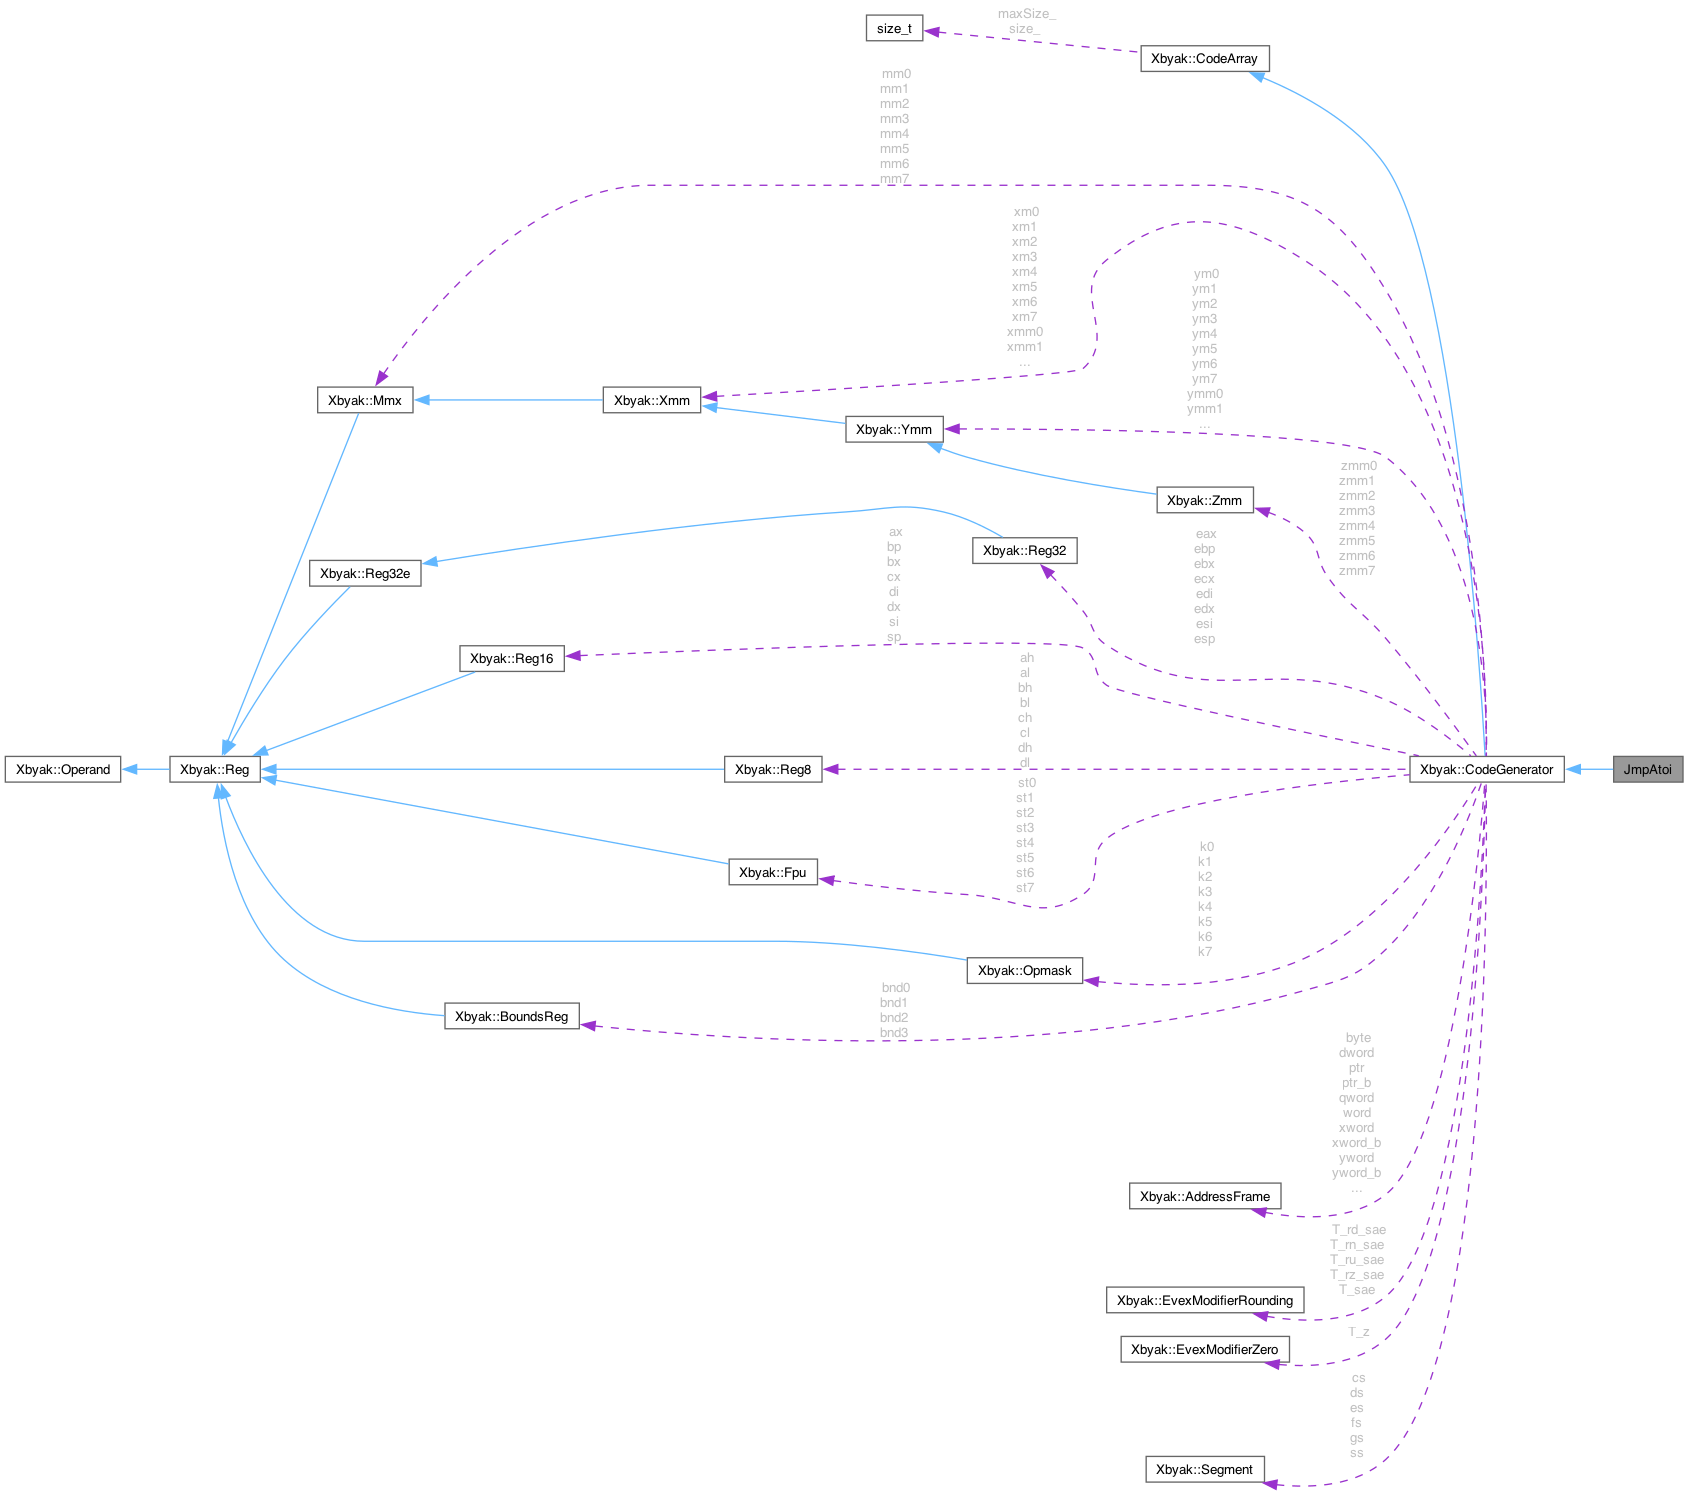 maxSize_
size_
size_t
Xbyak::CodeArray
mm0
mm1
mm2
mm3
mm4
mm5
mm6
mm7
xm0
xm1
xm2
xm3
xm4
xm5
xm6
xm7
xmm0
xmm1
...
ym0
ym1
ym2
ym3
ym4
ym5
ym6
ym7
ymm0
ymm1
...
Xbyak::Mmx
Xbyak::Xmm
Xbyak::Ymm
zmm0
zmm1
zmm2
zmm3
zmm4
zmm5
zmm6
zmm7
Xbyak::Zmm
eax
ebp
ebx
ecx
edi
edx
esi
esp
Xbyak::Reg32
ax
bp
bx
cx
di
dx
si
sp
Xbyak::Reg32e
Xbyak::Reg16
ah
al
bh
bl
ch
cl
dh
dl
Xbyak::Operand
Xbyak::Reg
Xbyak::Reg8
Xbyak::CodeGenerator
JmpAtoi
st0
st1
st2
st3
st4
st5
st6
st7
Xbyak::Fpu
k0
k1
k2
k3
k4
k5
k6
k7
Xbyak::Opmask
bnd0
bnd1
bnd2
bnd3
Xbyak::BoundsReg
byte
dword
ptr
ptr_b
qword
word
xword
xword_b
yword
yword_b
...
Xbyak::AddressFrame
T_rd_sae
T_rn_sae
T_ru_sae
T_rz_sae
T_sae
Xbyak::EvexModifierRounding
T_z
Xbyak::EvexModifierZero
cs
ds
es
fs
gs
ss
Xbyak::Segment